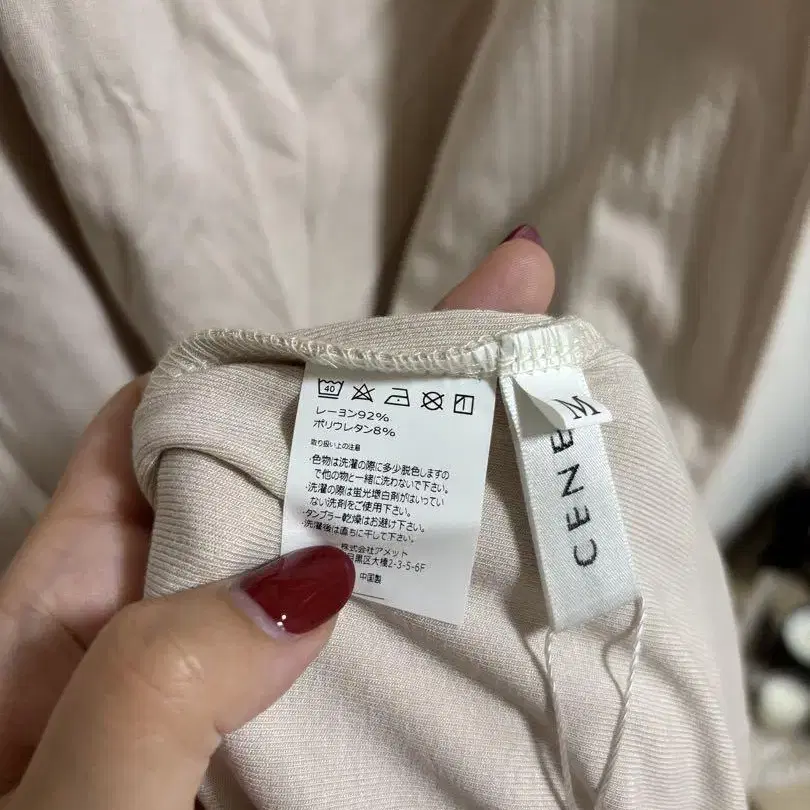 40
レーヨン92%
ポリウレタン8%
取り扱い上の注意
・色物は洗濯の際に多少脱色しますの
で他の物と一緒に洗わないで下さい。
・洗濯の際は蛍光増白剤がはいってい
ない洗剤をご使用下さい。
・タンブラー乾燥はお避け下さい。
・洗濯後は直ちに干して下さい。
株式会社アメット
目黒区大橋2-3-5-6F
中国製
M
CENE